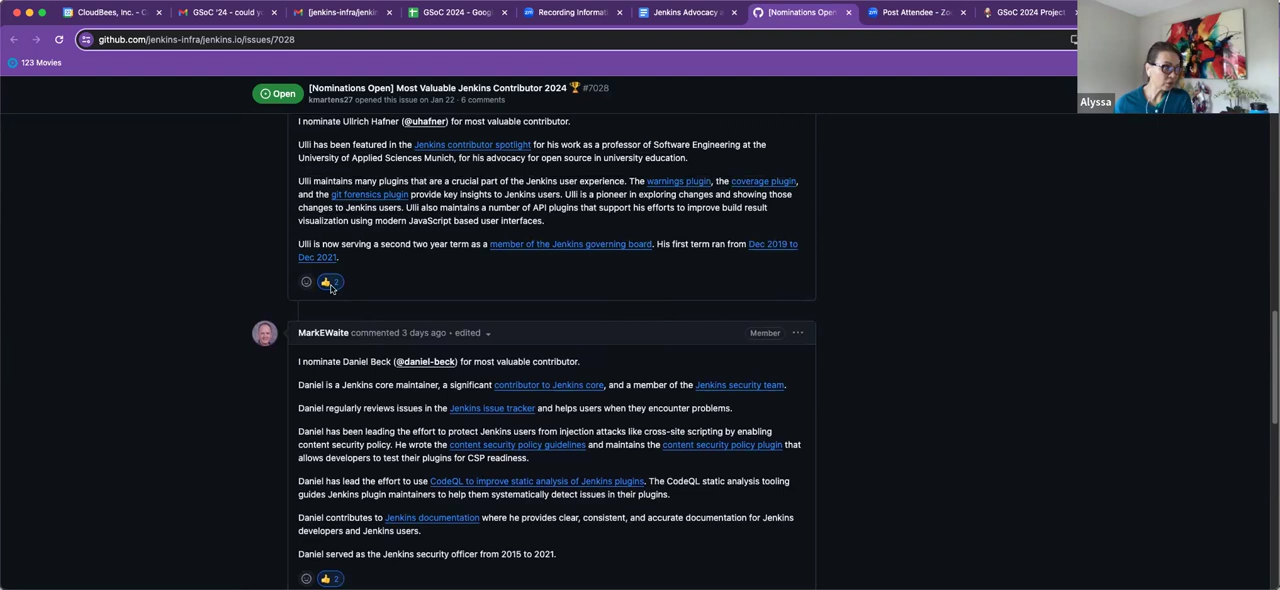 CloudBees, Inc. - C
GSoC '24 - could y
[jenkins-infra/jenki
GSoC 2024 - Goog
Recording Informati
Jenkins Advocacy a
[Nominations Open
Post Attendee - Zo
GSoC 2024 Project
github.com/jenkins-infra/jenkins.io/issues/7028
123 Movies
Alyssa
Open
[Nominations Open] Most Valuable Jenkins Contributor 2024 🏆 #7028
kmartens27 opened this issue on Jan 22 · 6 comments
I nominate Ullrich Hafner (@uhafner) for most valuable contributor.
Ulli has been featured in the Jenkins contributor spotlight for his work as a professor of Software Engineering at the
University of Applied Sciences Munich, for his advocacy for open source in university education.
Ulli maintains many plugins that are a crucial part of the Jenkins user experience. The warnings plugin, the coverage plugin,
and the git forensics plugin provide key insights to Jenkins users. Ulli is a pioneer in exploring changes and showing those
changes to Jenkins users. Ulli also maintains a number of API plugins that support his efforts to improve build result
visualization using modern JavaScript based user interfaces.
Ulli is now serving a second two year term as a member of the Jenkins governing board. His first term ran from Dec 2019 to
Dec 2021.
👍 2
MarkEWaite commented 3 days ago · edited
Member
I nominate Daniel Beck (@daniel-beck) for most valuable contributor.
Daniel is a Jenkins core maintainer, a significant contributor to Jenkins core, and a member of the Jenkins security team.
Daniel regularly reviews issues in the Jenkins issue tracker and helps users when they encounter problems.
Daniel has been leading the effort to protect Jenkins users from injection attacks like cross-site scripting by enabling
content security policy. He wrote the content security policy guidelines and maintains the content security policy plugin that
allows developers to test their plugins for CSP readiness.
Daniel has lead the effort to use CodeQL to improve static analysis of Jenkins plugins. The CodeQL static analysis tooling
guides Jenkins plugin maintainers to help them systematically detect issues in their plugins.
Daniel contributes to Jenkins documentation where he provides clear, consistent, and accurate documentation for Jenkins
developers and Jenkins users.
Daniel served as the Jenkins security officer from 2015 to 2021.
👍 2